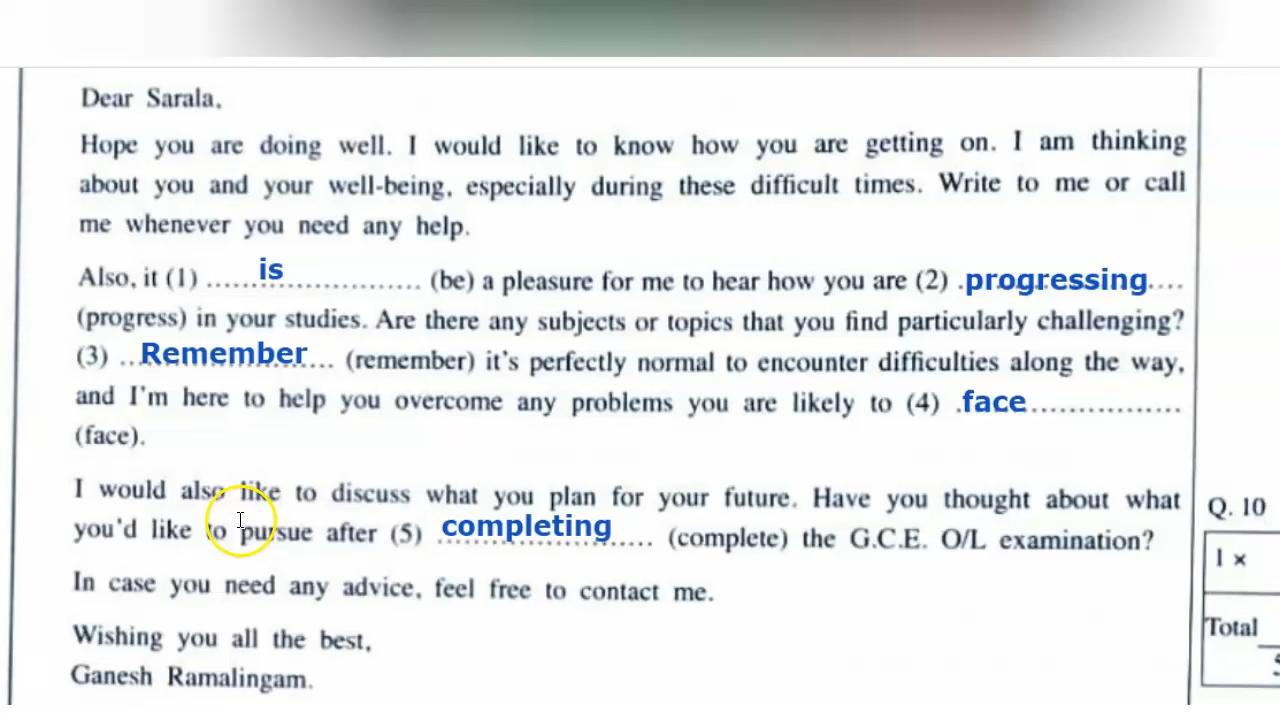 Dear Sarala,
Hope you are doing well. I would like to know how you are getting on. I am thinking
about you and your well-being, especially during these difficult times. Write to me or call
me whenever you need any help.
Also, it (1) ......is...................... (be) a pleasure for me to hear how you are (2) .progressing....
(progress) in your studies. Are there any subjects or topics that you find particularly challenging?
(3) ...Remember... (remember) it's perfectly normal to encounter difficulties along the way,
and I'm here to help you overcome any problems you are likely to (4) .face.................
(face).
I would also like to discuss what you plan for your future. Have you thought about what
you'd like to pursue after (5) completing..... (complete) the G.C.E. O/L examination?
In case you need any advice, feel free to contact me.
Wishing you all the best,
Ganesh Ramalingam.
Q. 10
1 ×
Total